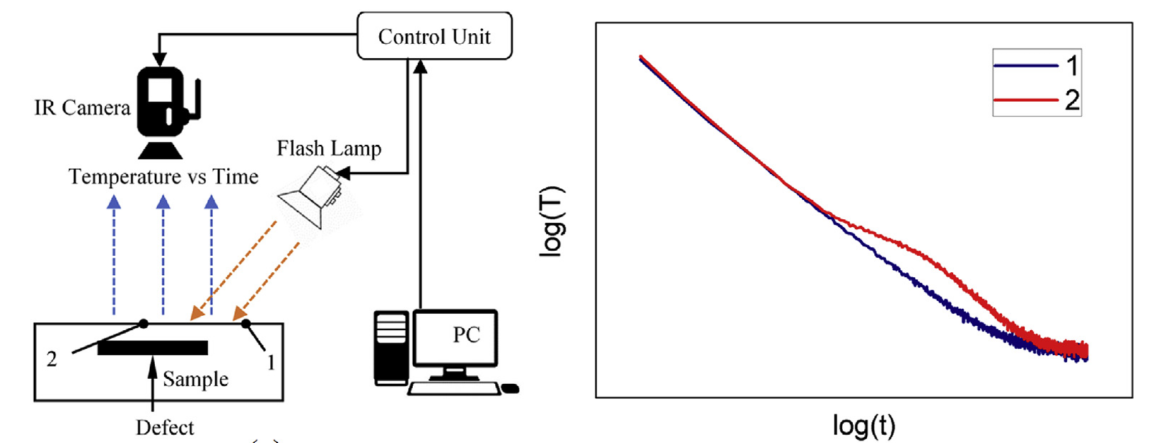 Control Unit
IR Camera
Flash Lamp
Temperature vs Time
PC
2
1
Sample
Defect
1
2
log(T)
log(t)